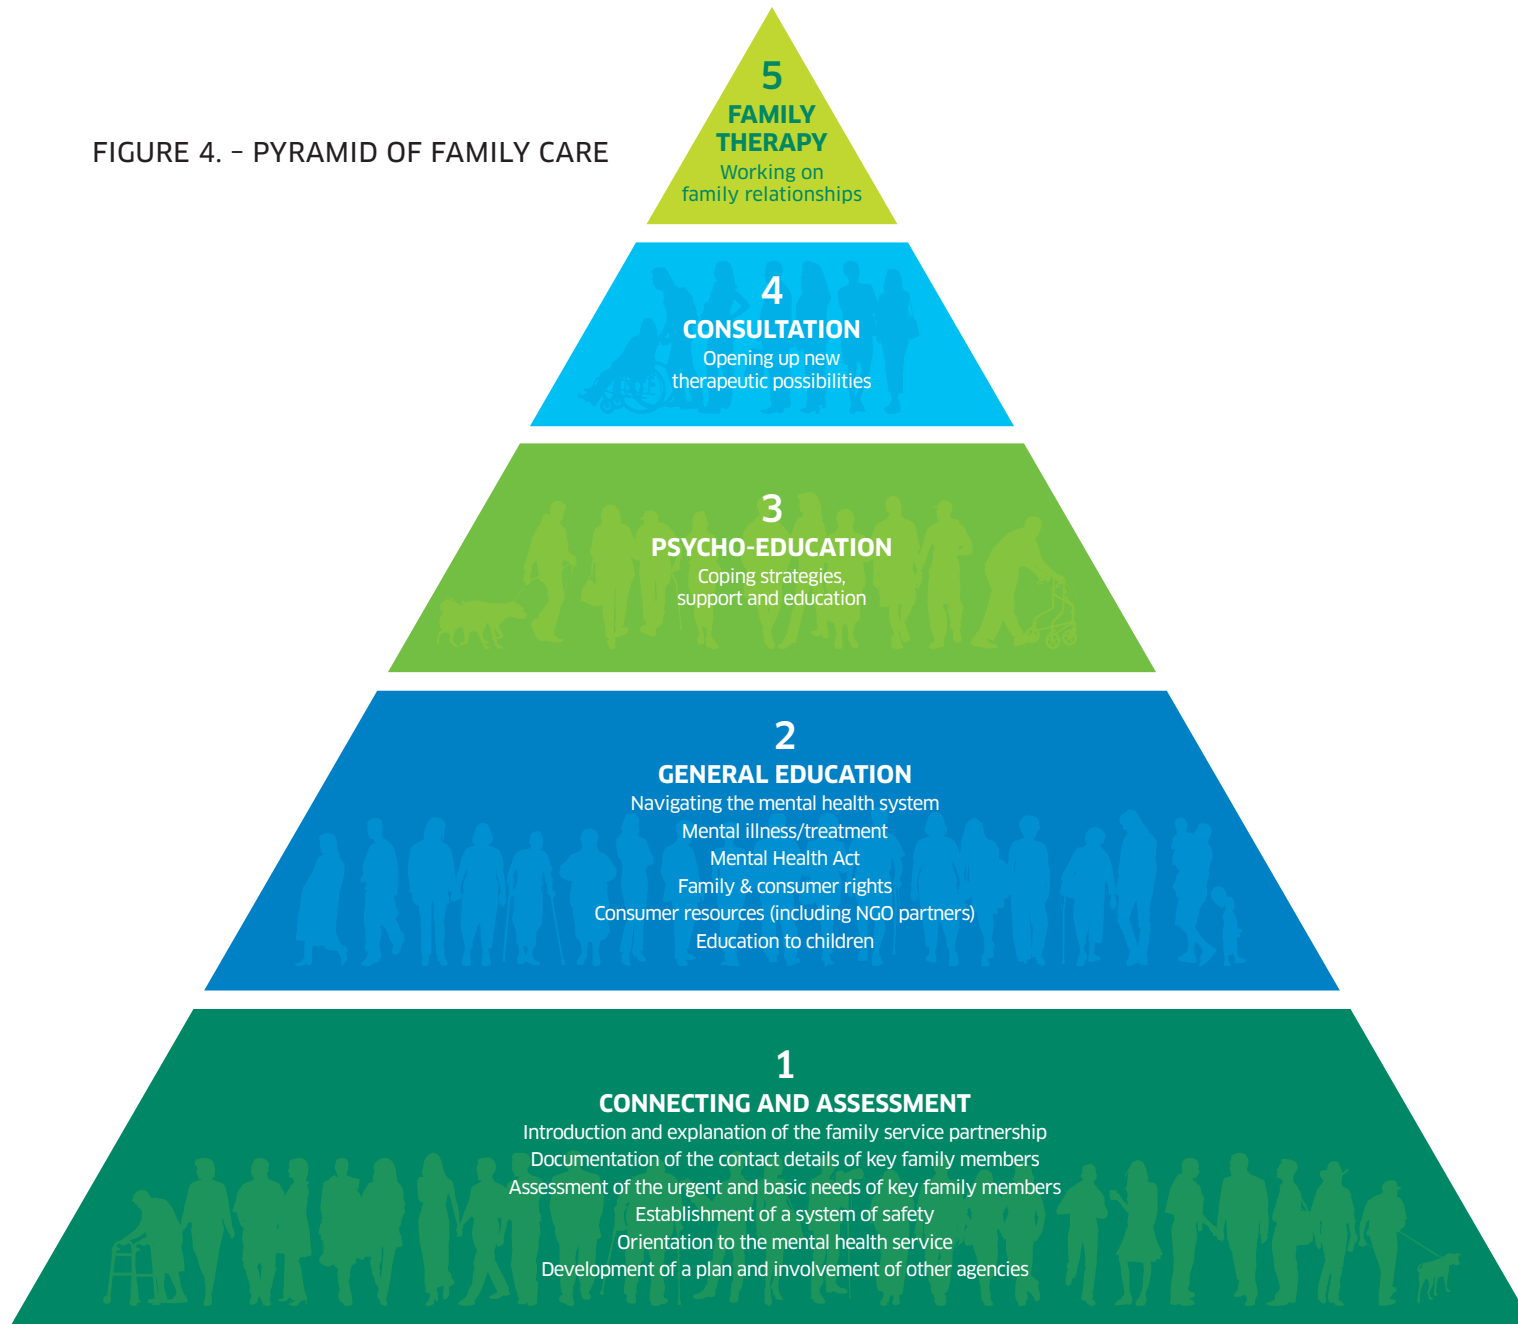 FIGURE 4. – PYRAMID OF FAMILY CARE
5
FAMILY
THERAPY
Working on
family relationships
4
CONSULTATION
Opening up new
therapeutic possibilities
3
PSYCHO-EDUCATION
Coping strategies,
support and education
2
GENERAL EDUCATION
Navigating the mental health system
Mental illness/treatment
Mental Health Act
Family & consumer rights
Consumer resources (including NGO partners)
Education to children
1
CONNECTING AND ASSESSMENT
Introduction and explanation of the family service partnership
Documentation of the contact details of key family members
Assessment of the urgent and basic needs of key family members
Establishment of a system of safety
Orientation to the mental health service
Development of a plan and involvement of other agencies